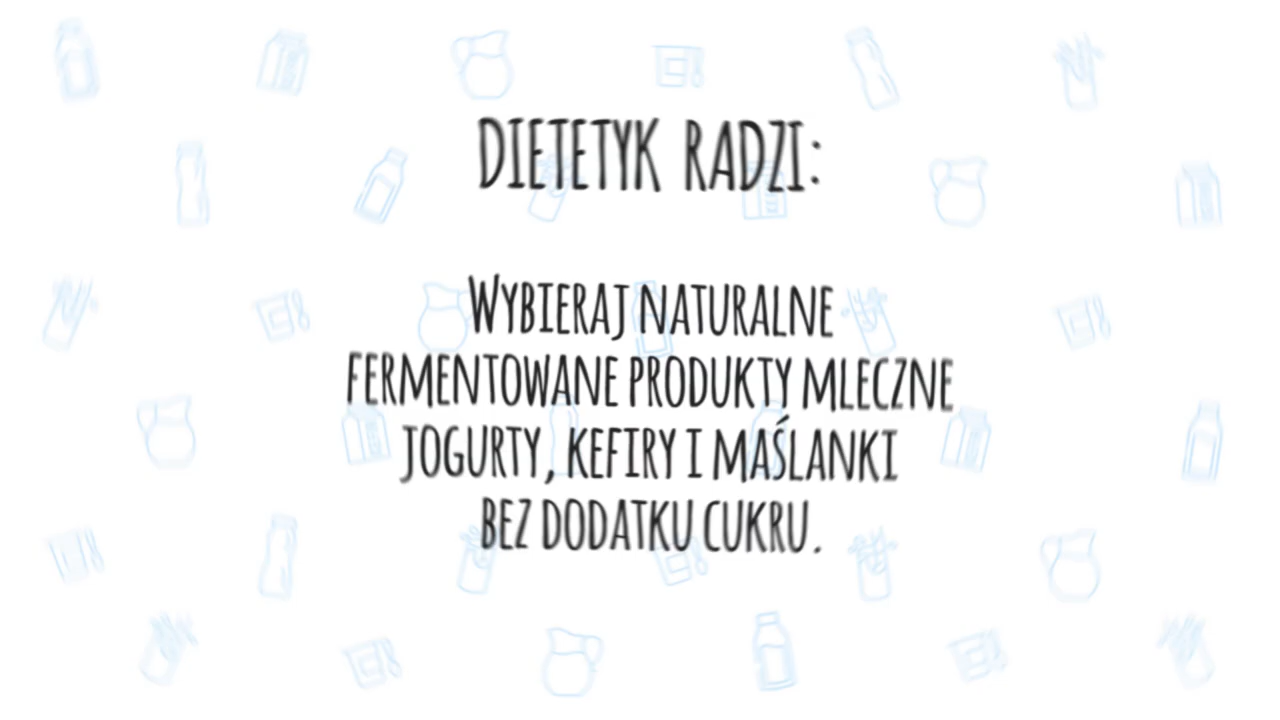 DIETETYK RADZI:
WYBIERAJ NATURALNE
FERMENTOWANE PRODUKTY MLECZNE
JOGURTY, KEFIRY I MAŚLANKI
BEZ DODATKU CUKRU.